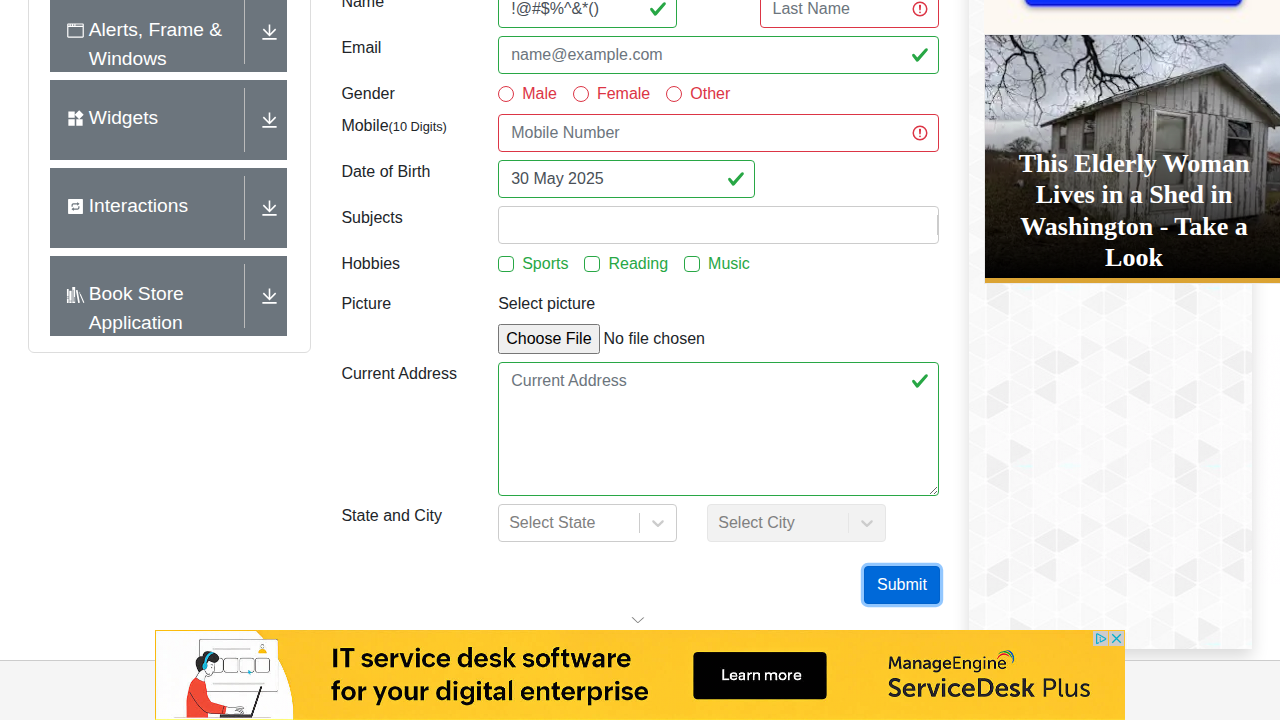 Alerts, Frame &
Windows
Widgets
Interactions
Book Store
Application
Name
!@#$%^&*()
Last Name
Email
name@example.com
Gender
Male
Female
Other
Mobile(10 Digits)
Mobile Number
Date of Birth
30 May 2025
Subjects
Hobbies
Sports
Reading
Music
Picture
Select picture
Choose File No file chosen
Current Address
Current Address
State and City
Select State
Select City
Submit
This Elderly Woman
Lives in a Shed in
Washington - Take a
Look
IT service desk software
for your digital enterprise
Learn more
ManageEngine
ServiceDesk Plus